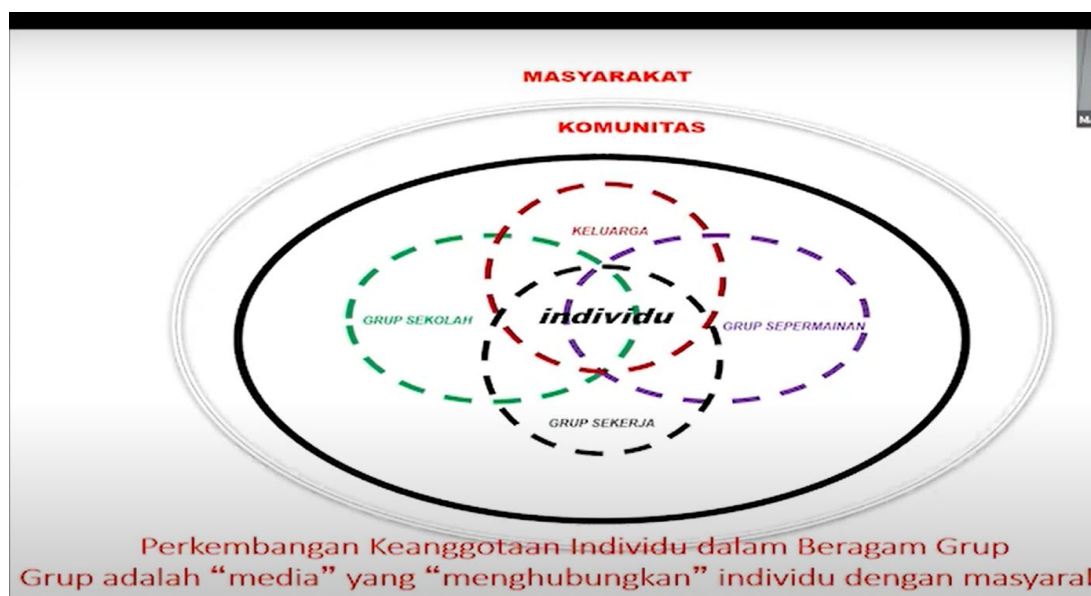 MASYARAKAT
KOMUNITAS
KELUARGA
individu
GRUP SEKOLAH
GRUP SEPERMAINAN
GRUP SEKERJA
Perkembangan Keanggotaan Individu dalam Beragam Grup
Grup adalah “media” yang “menghubungkan” individu dengan